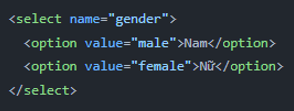 <select name="gender">
<option value="male">Nam</option>
<option value="female">Nữ</option>
</select>